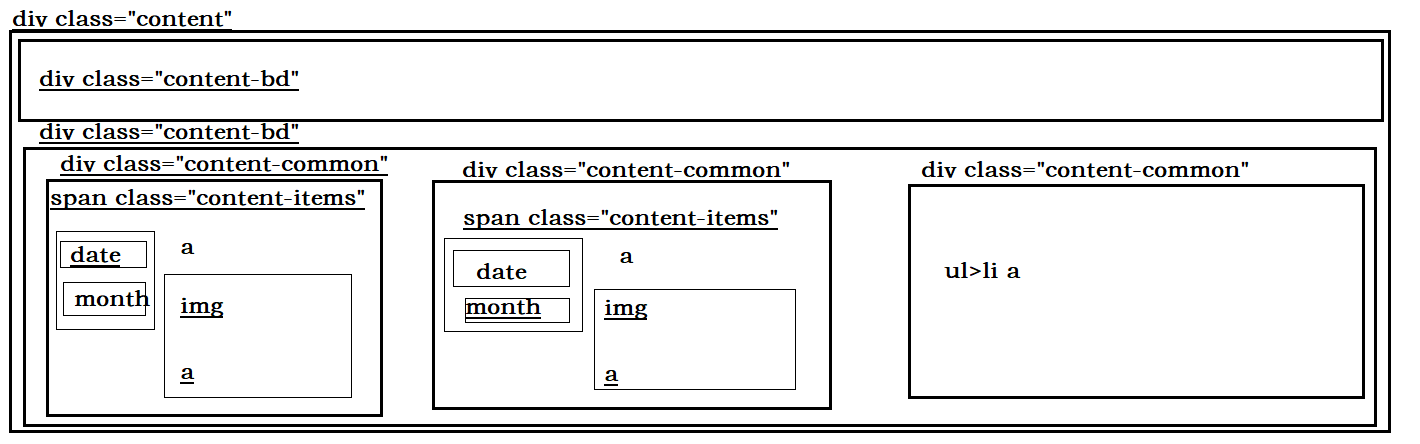 div class="content"
div class="content-bd"
div class="content-bd"
div class="content-common"
span class="content-items"
date
month
a
img
a
div class="content-common"
span class="content-items"
date
month
a
img
a
div class="content-common"
ul>li a